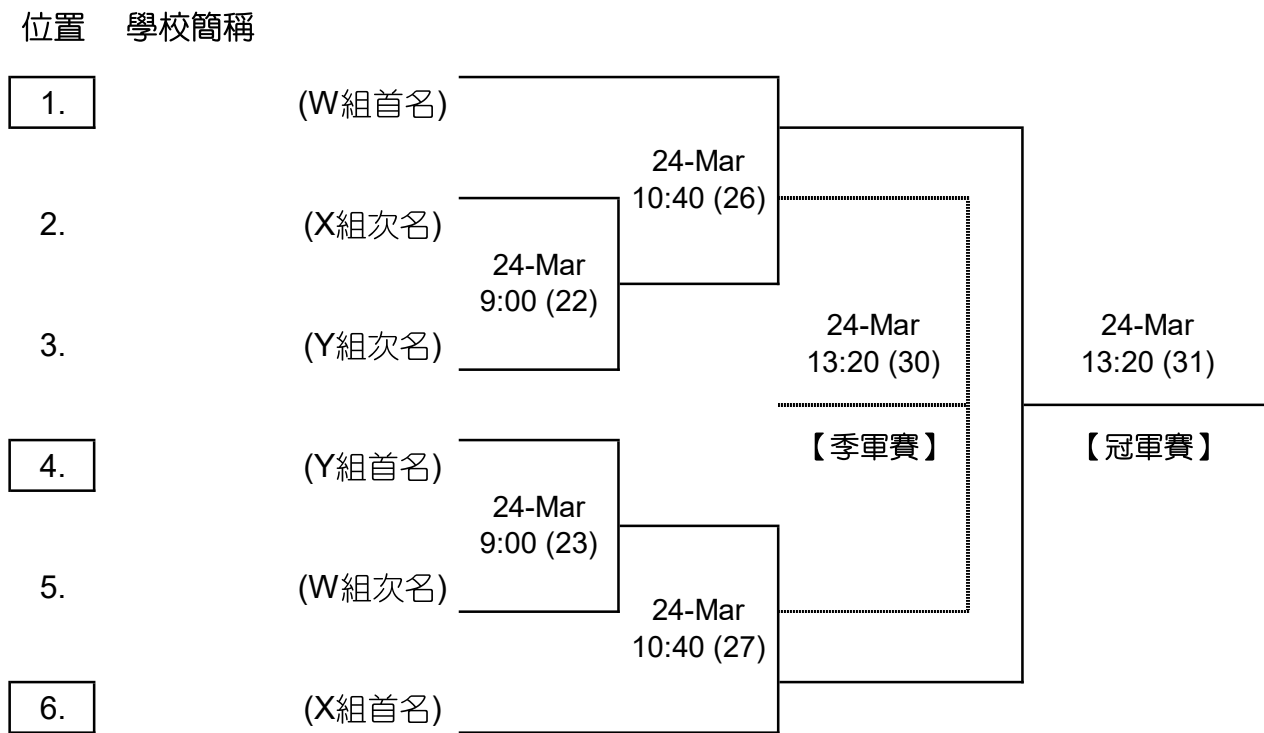 位置 學校簡稱
1. (W組首名)
24-Mar
10:40 (26)
2. (X組次名)
24-Mar
9:00 (22)
3. (Y組次名)
24-Mar
13:20 (30)
24-Mar
13:20 (31)
【季軍賽】
【冠軍賽】
4. (Y組首名)
24-Mar
9:00 (23)
5. (W組次名)
24-Mar
10:40 (27)
6. (X組首名)